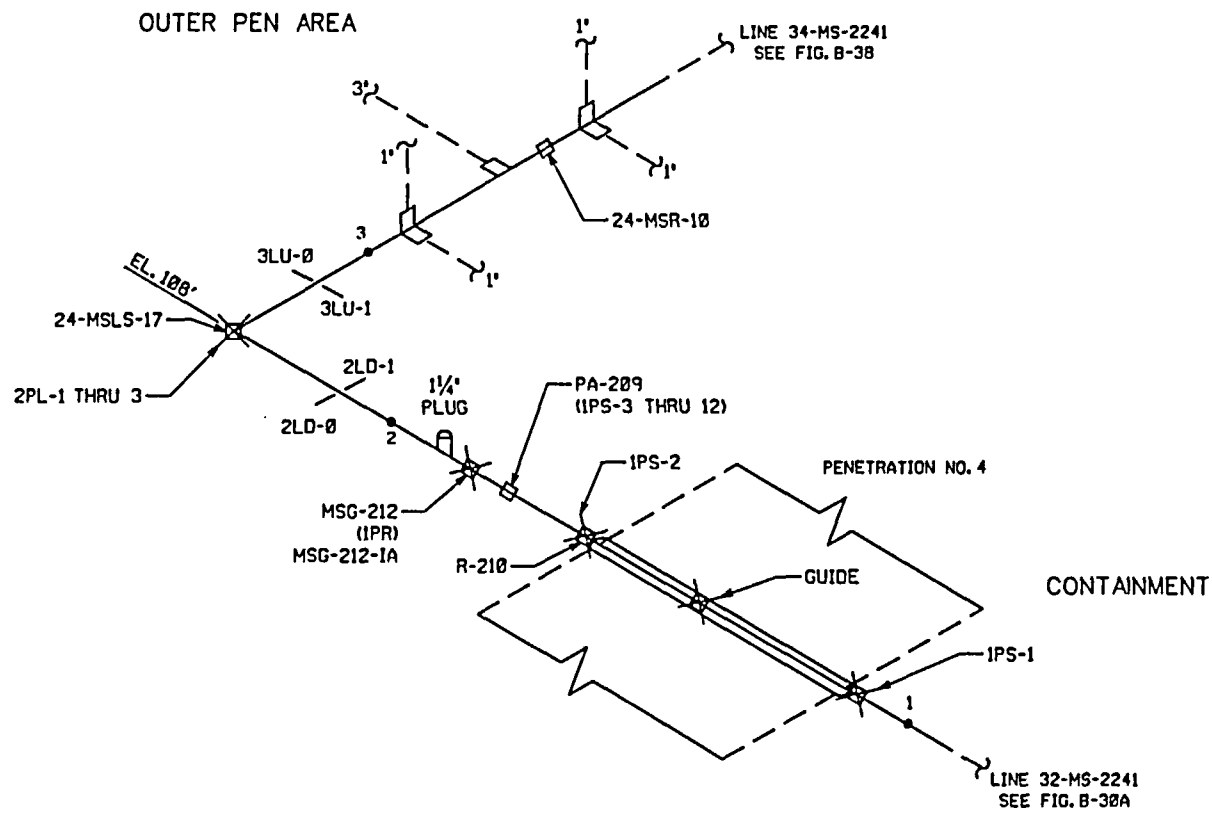 OUTER PEN AREA
1"
LINE 34-MS-2241
SEE FIG. B-38
3"
1"
1"
24-MSR-10
3
3LU-0
1"
EL. 108'
3LU-1
24-MSLS-17
2LD-1
1¼"
PLUG
PA-209
(1PS-3 THRU 12)
2PL-1 THRU 3
2LD-0
2
1PS-2
PENETRATION NO. 4
MSG-212
(1PR)
MSG-212-IA
R-210
GUIDE
CONTAINMENT
1PS-1
1
LINE 32-MS-2241
SEE FIG. B-30A